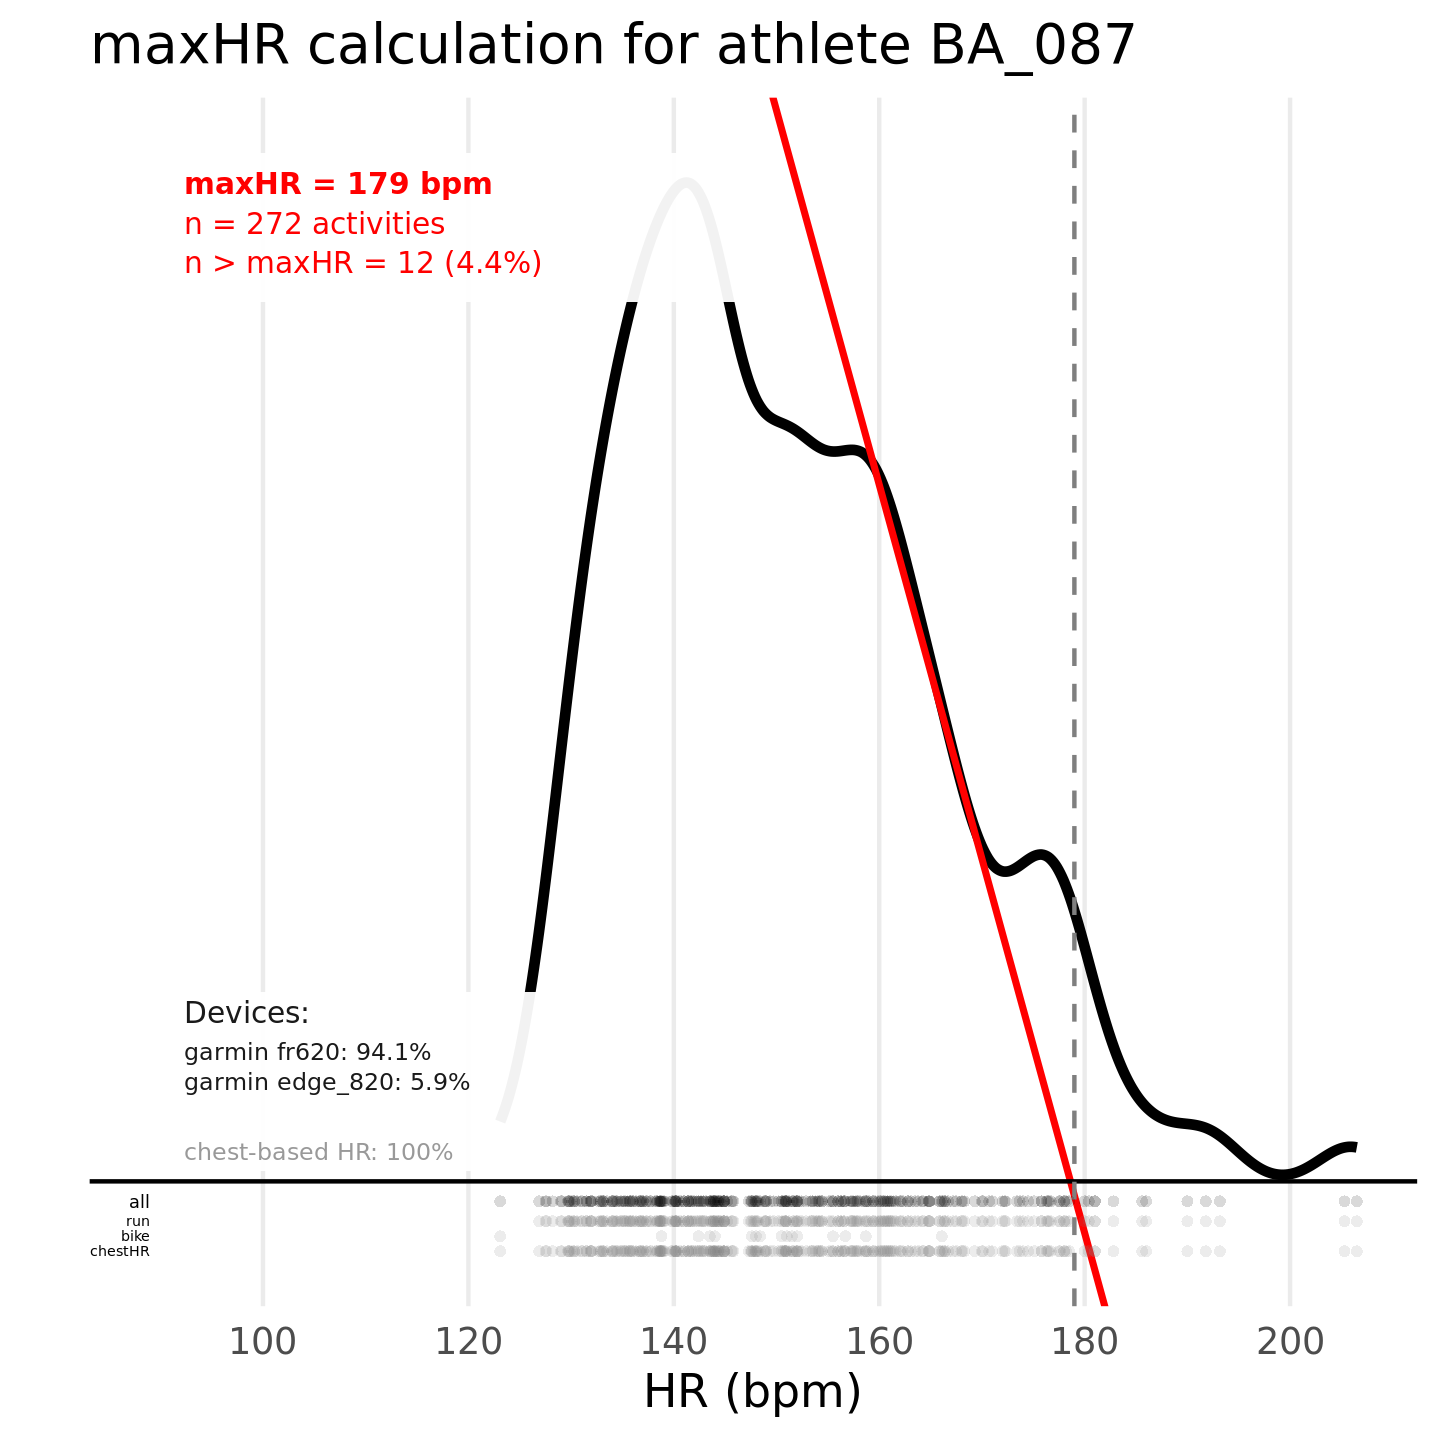 maxHR calculation for athlete BA_087
maxHR = 179 bpm
n = 272 activities
n > maxHR = 12 (4.4%)
Devices:
garmin fr620: 94.1%
garmin edge_820: 5.9%
chest-based HR: 100%
all
run
bike
chestHR
100 120 140 160 180 200
HR (bpm)